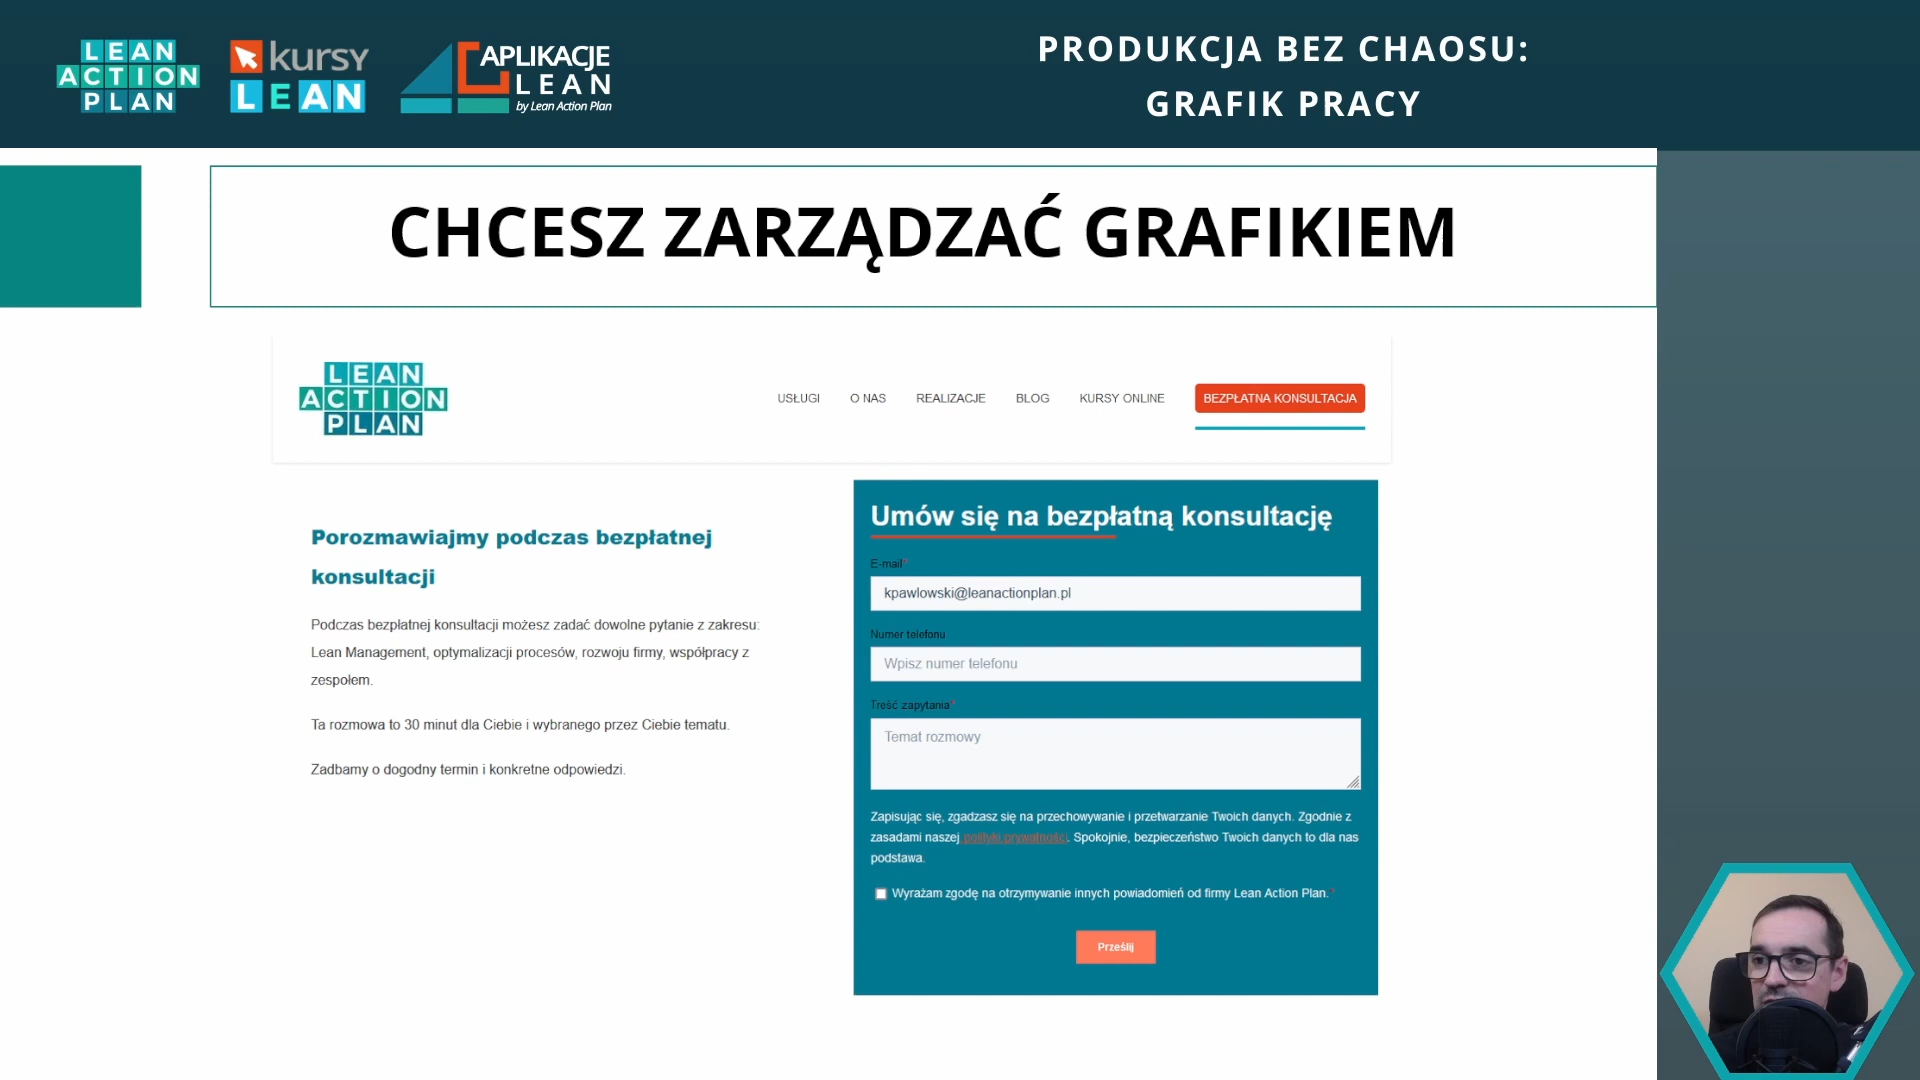 LEAN
ACTION
PLAN
kursy
LEAN
APLIKACJE
LEAN
by Lean Action Plan
PRODUKCJA BEZ CHAOSU:
GRAFIK PRACY
CHCESZ ZARZĄDZAĆ GRAFIKIEM
LEAN
ACTION
PLAN
USŁUGI O NAS REALIZACJE BLOG KURSY ONLINE BEZPŁATNA KONSULTACJA
Porozmawiajmy podczas bezpłatnej
konsultacji
Podczas bezpłatnej konsultacji możesz zadać dowolne pytanie z zakresu:
Lean Management, optymalizacji procesów, rozwoju firmy, współpracy z
zespołem.
Ta rozmowa to 30 minut dla Ciebie i wybranego przez Ciebie tematu.
Zadbamy o dogodny termin i konkretne odpowiedzi.
Umów się na bezpłatną konsultację
E-mail*
kpawlowski@leanactionplan.pl
Numer telefonu
Wpisz numer telefonu
Treść zapytania*
Temat rozmowy
Zapisując się, zgadzasz się na przechowywanie i przetwarzanie Twoich danych. Zgodnie z
zasadami naszej polityki prywatności. Spokojnie, bezpieczeństwo Twoich danych to dla nas
podstawa.
Wyrażam zgodę na otrzymywanie innych powiadomień od firmy Lean Action Plan.*
Prześlij